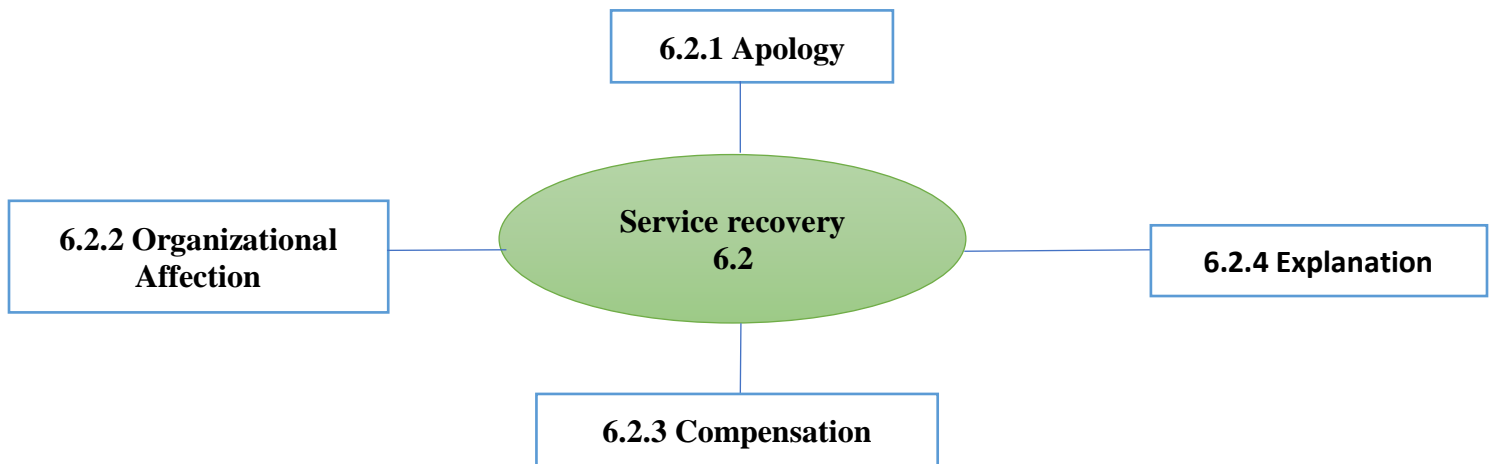 6.2.1 Apology
Service recovery
6.2
6.2.2 Organizational
Affection
6.2.4 Explanation
6.2.3 Compensation